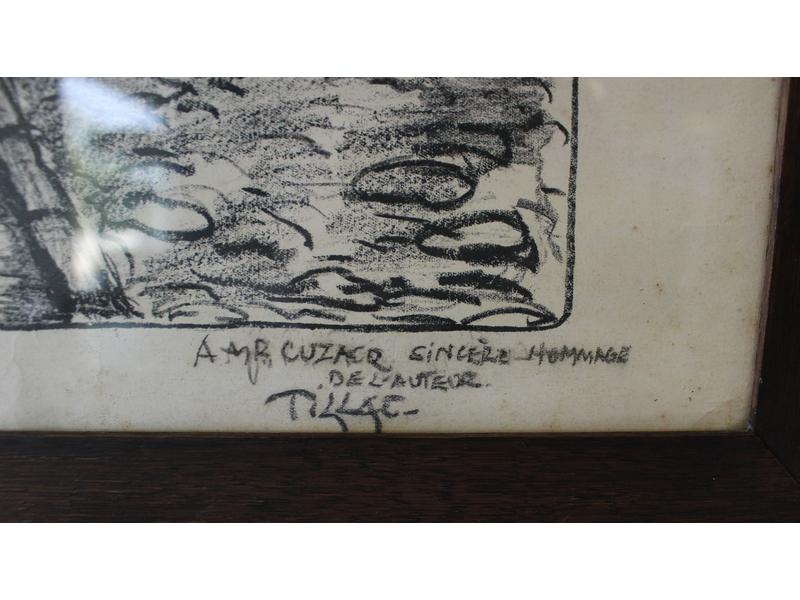 A MR. CUZACQ SINCÈRE HOMMAGE
DE L'AUTEUR.
TILLAC